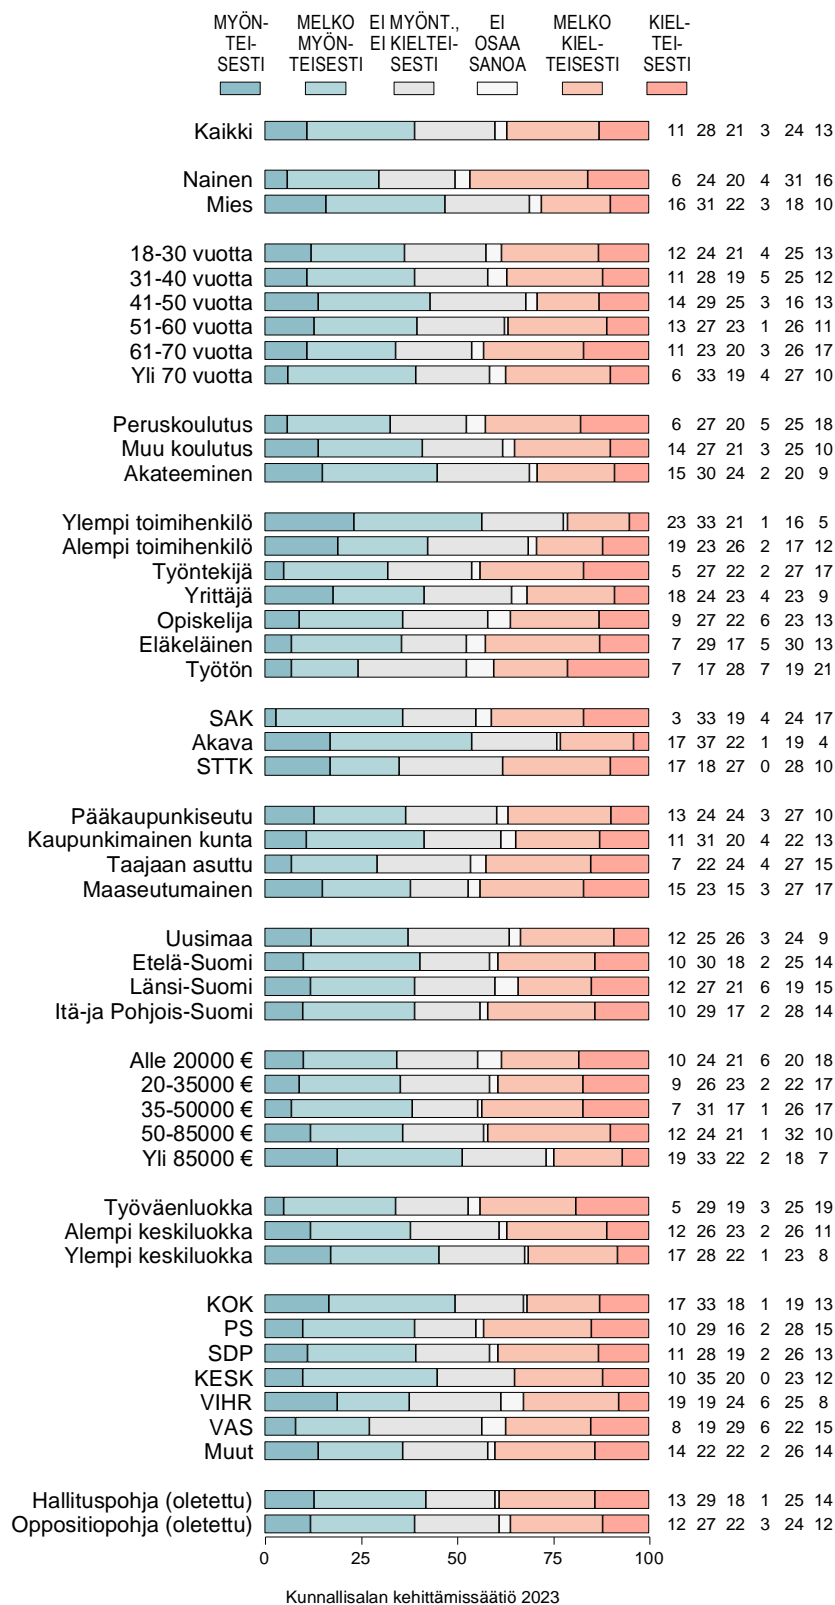 MYÖN- MELKO EI MYÖNT., EI MELKO KIEL-
TEI- MYÖN- EI KIELTEI- OSAA KIEL- TEI-
SESTI TEISESTI SESTI SANOA TEISESTI SESTI
Kaikki 11 28 21 3 24 13
Nainen 6 24 20 4 31 16
Mies 16 31 22 3 18 10
18-30 vuotta 12 24 21 4 25 13
31-40 vuotta 11 28 19 5 25 12
41-50 vuotta 14 29 25 3 16 13
51-60 vuotta 13 27 23 1 26 11
61-70 vuotta 11 23 20 3 26 17
Yli 70 vuotta 6 33 19 4 27 10
Peruskoulutus 6 27 20 5 25 18
Muu koulutus 14 27 21 3 25 10
Akateeminen 15 30 24 2 20 9
Ylempi toimihenkilö 23 33 21 1 16 5
Alempi toimihenkilö 19 23 26 2 17 12
Työntekijä 5 27 22 2 27 17
Yrittäjä 18 24 23 4 23 9
Opiskelija 9 27 22 6 23 13
Eläkeläinen 7 29 17 5 30 13
Työtön 7 17 28 7 19 21
SAK 3 33 19 4 24 17
Akava 17 37 22 1 19 4
STTK 17 18 27 0 28 10
Pääkaupunkiseutu 13 24 24 3 27 10
Kaupunkimainen kunta 11 31 20 4 22 13
Taajaan asuttu 7 22 24 4 27 15
Maaseutumainen 15 23 15 3 27 17
Uusimaa 12 25 26 3 24 9
Etelä-Suomi 10 30 18 2 25 14
Länsi-Suomi 12 27 21 6 19 15
Itä-ja Pohjois-Suomi 10 29 17 2 28 14
Alle 20000 € 10 24 21 6 20 18
20-35000 € 9 26 23 2 22 17
35-50000 € 7 31 17 1 26 17
50-85000 € 12 24 21 1 32 10
Yli 85000 € 19 33 22 2 18 7
Työväenluokka 5 29 19 3 25 19
Alempi keskiluokka 12 26 23 2 26 11
Ylempi keskiluokka 17 28 22 1 23 8
KOK 17 33 18 1 19 13
PS 10 29 16 2 28 15
SDP 11 28 19 2 26 13
KESK 10 35 20 0 23 12
VIHR 19 19 24 6 25 8
VAS 8 19 29 6 22 15
Muut 14 22 22 2 26 14
Hallituspohja (oletettu) 13 29 18 1 25 14
Oppositiopohja (oletettu) 12 27 22 3 24 12
0 25 50 75 100
Kunnallisalan kehittämissäätiö 2023